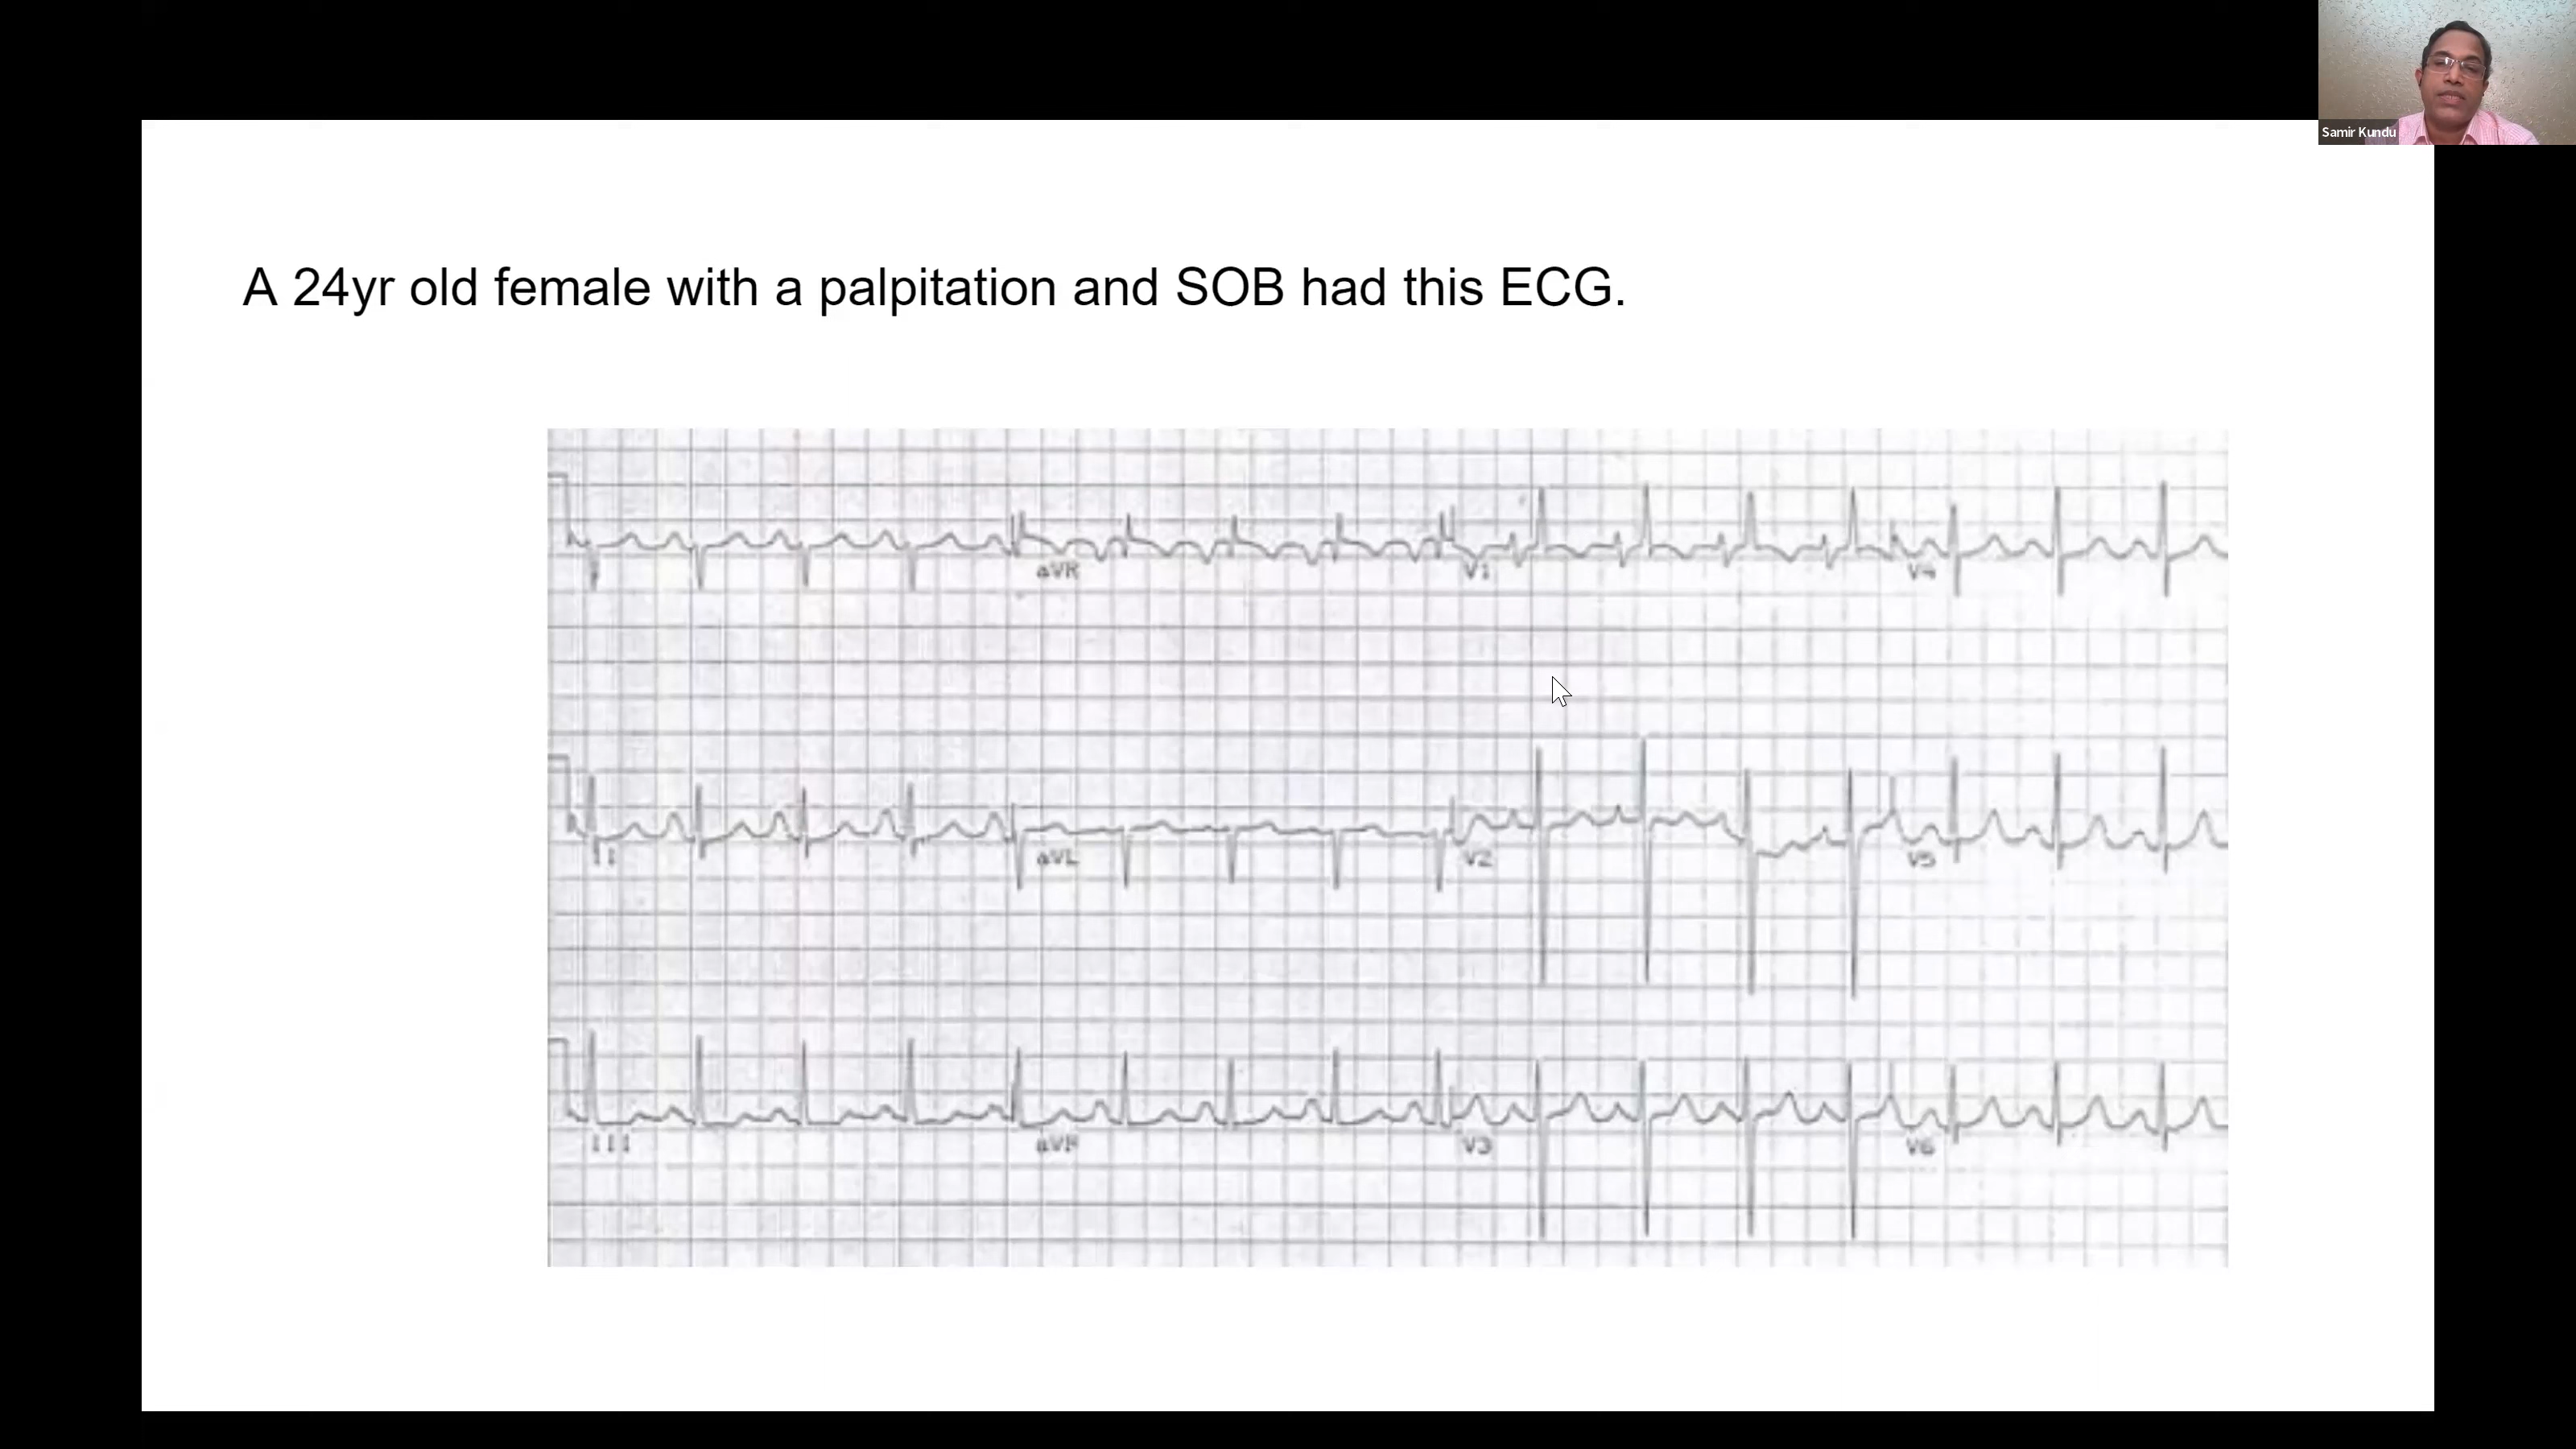 Samir Kundu
A 24yr old female with a palpitation and SOB had this ECG.
aVR
V1
V4
II
aVL
V2
V5
III
aVF
V3
V6